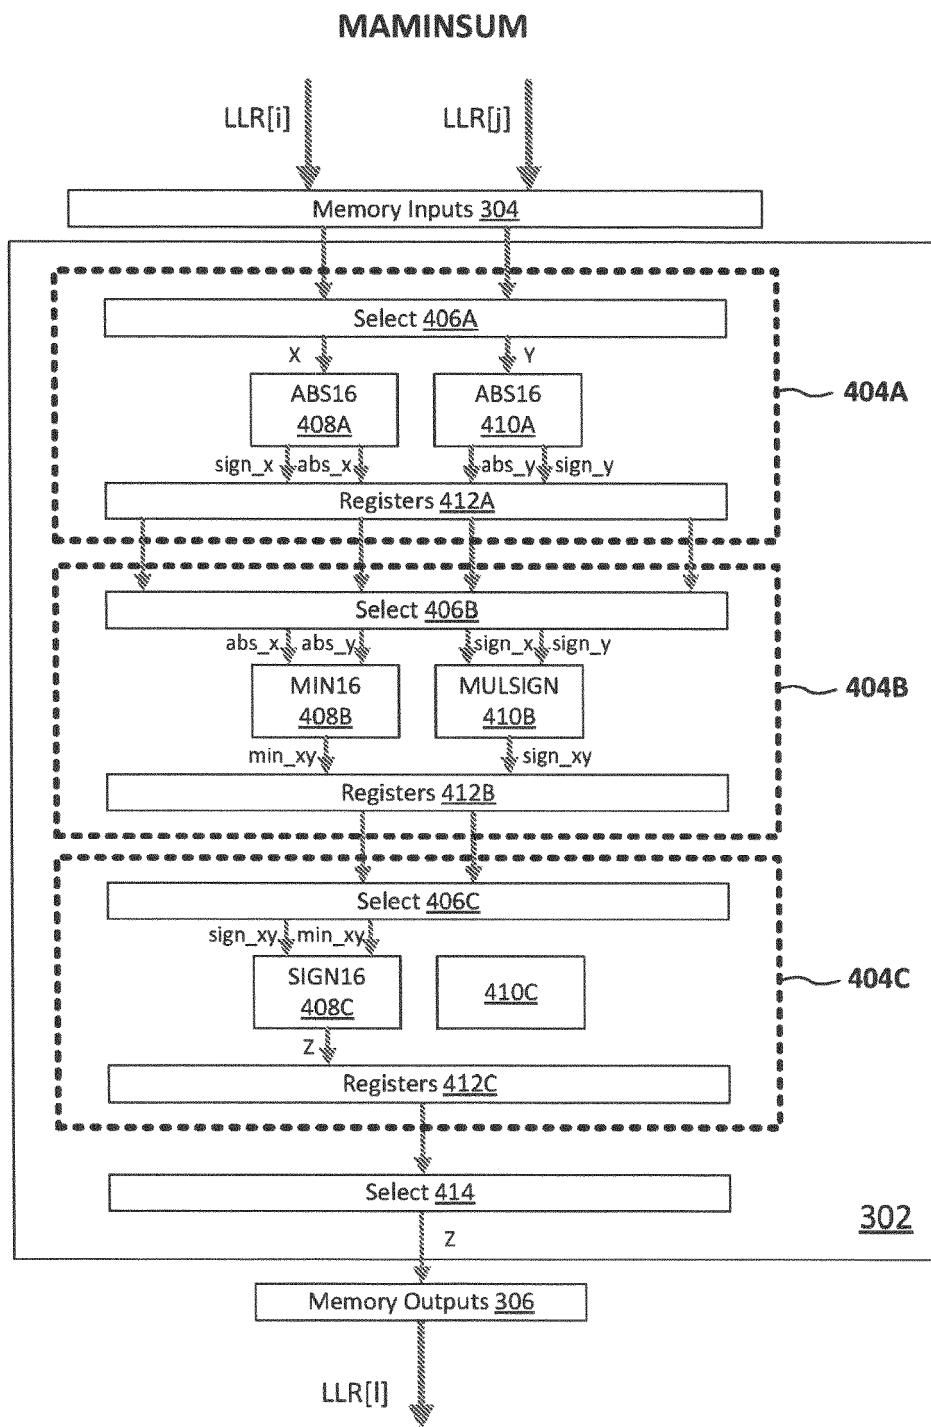 MAMINSUM
LLR[i] LLR[j]
Memory Inputs 304
Select 406A
X Y
ABS16 ABS16
408A 410A
404A
sign_x abs_x abs_y sign_y
Registers 412A
Select 406B
abs_x abs_y sign_x sign_y
MIN16 MULSIGN
408B 410B
404B
min_xy sign_xy
Registers 412B
Select 406C
sign_xy min_xy
SIGN16
408C 410C
404C
Z
Registers 412C
Select 414
302
Z
Memory Outputs 306
LLR[l]